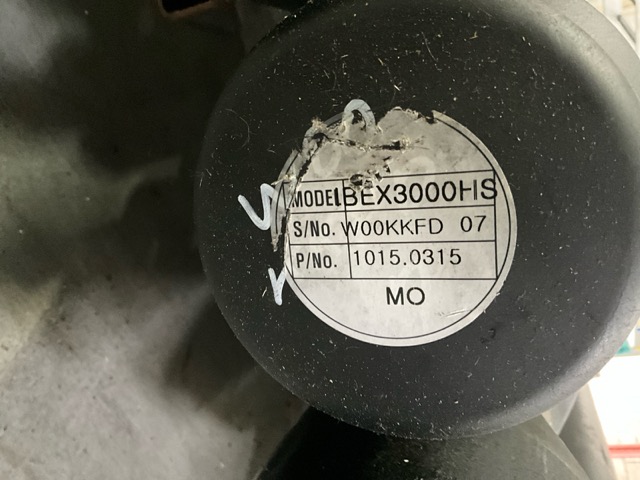 MODEL BEX3000HS
S/No. W00KKFD 07
P/No. 1015.0315
MO